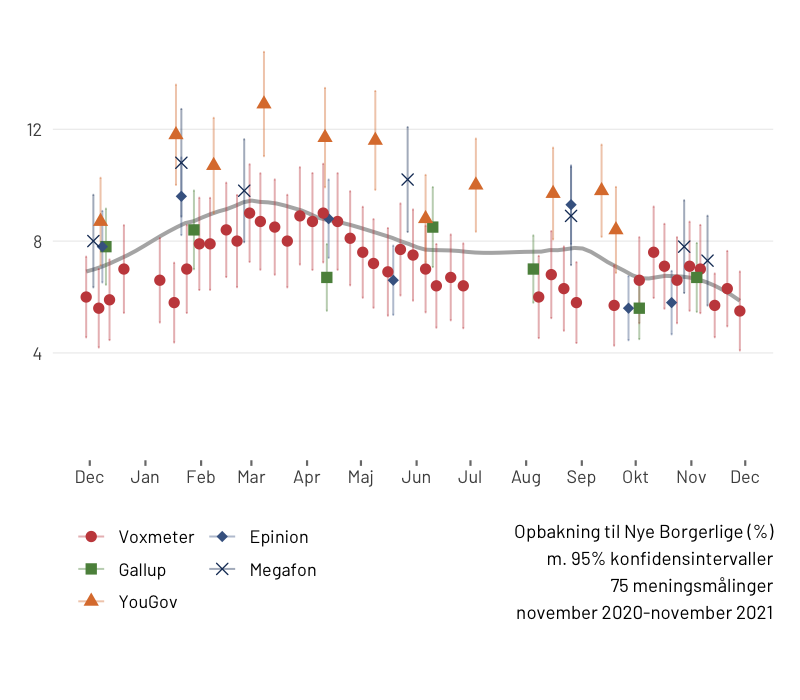 12
8
4
Dec Jan Feb Mar Apr Maj Jun Jul Aug Sep Okt Nov Dec
Voxmeter Epinion
Gallup Megafon
YouGov
Opbakning til Nye Borgerlige (%)
m. 95% konfidensintervaller
75 meningsmålinger
november 2020-november 2021